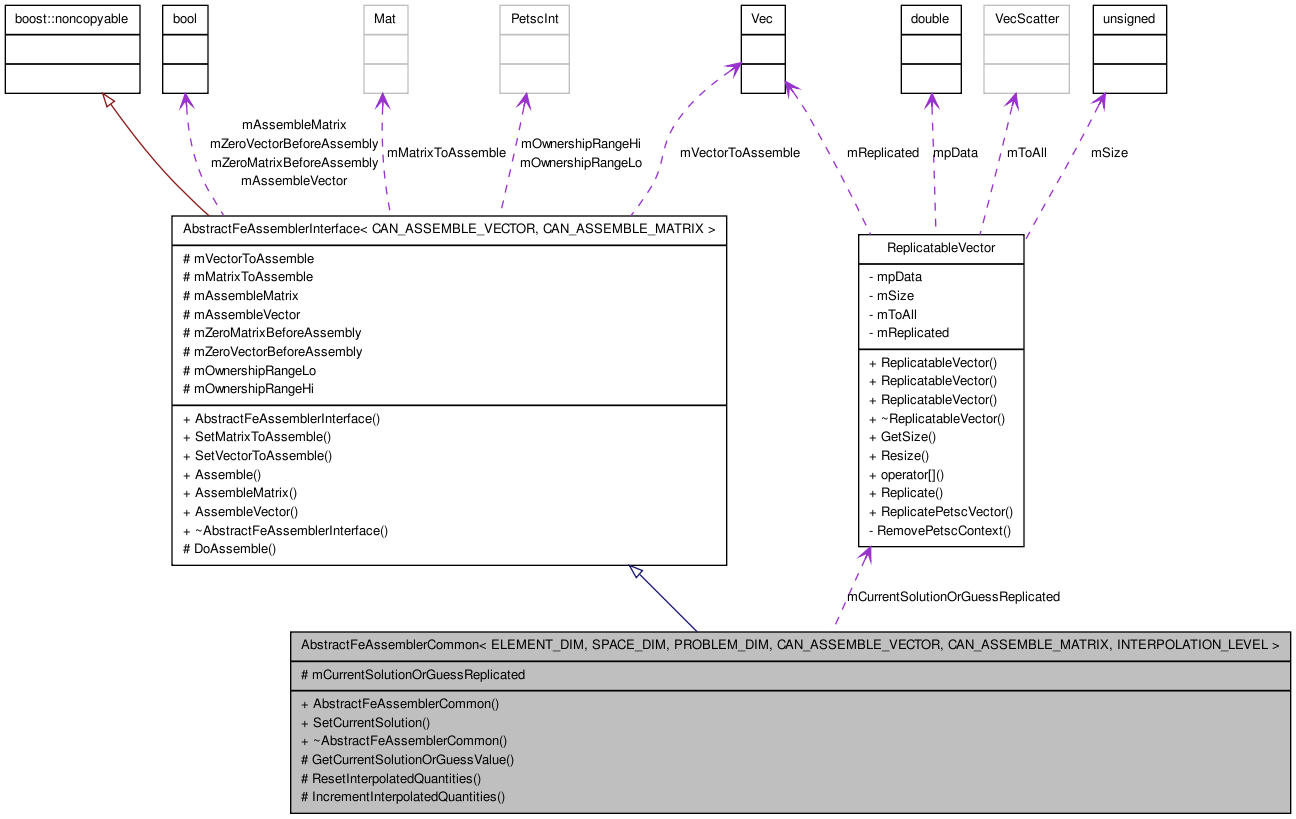 boost::noncopyable
bool
Mat
PetscInt
Vec
double
VecScatter
unsigned
mAssembleMatrix
mZeroVectorBeforeAssembly
mZeroMatrixBeforeAssembly
mAssembleVector
mMatrixToAssemble
mOwnershipRangeHi
mOwnershipRangeLo
mVectorToAssemble
mReplicated
mpData
mToAll
mSize
AbstractFeAssemblerInterface< CAN_ASSEMBLE_VECTOR, CAN_ASSEMBLE_MATRIX >
# mVectorToAssemble
# mMatrixToAssemble
# mAssembleMatrix
# mAssembleVector
# mZeroMatrixBeforeAssembly
# mZeroVectorBeforeAssembly
# mOwnershipRangeLo
# mOwnershipRangeHi
+ AbstractFeAssemblerInterface()
+ SetMatrixToAssemble()
+ SetVectorToAssemble()
+ Assemble()
+ AssembleMatrix()
+ AssembleVector()
+ ~AbstractFeAssemblerInterface()
# DoAssemble()
ReplicatableVector
- mpData
- mSize
- mToAll
- mReplicated
+ ReplicatableVector()
+ ReplicatableVector()
+ ReplicatableVector()
+ ~ReplicatableVector()
+ GetSize()
+ Resize()
+ operator[]()
+ Replicate()
+ ReplicatePetscVector()
- RemovePetscContext()
mCurrentSolutionOrGuessReplicated
AbstractFeAssemblerCommon< ELEMENT_DIM, SPACE_DIM, PROBLEM_DIM, CAN_ASSEMBLE_VECTOR, CAN_ASSEMBLE_MATRIX, INTERPOLATION_LEVEL >
# mCurrentSolutionOrGuessReplicated
+ AbstractFeAssemblerCommon()
+ SetCurrentSolution()
+ ~AbstractFeAssemblerCommon()
# GetCurrentSolutionOrGuessValue()
# ResetInterpolatedQuantities()
# IncrementInterpolatedQuantities()